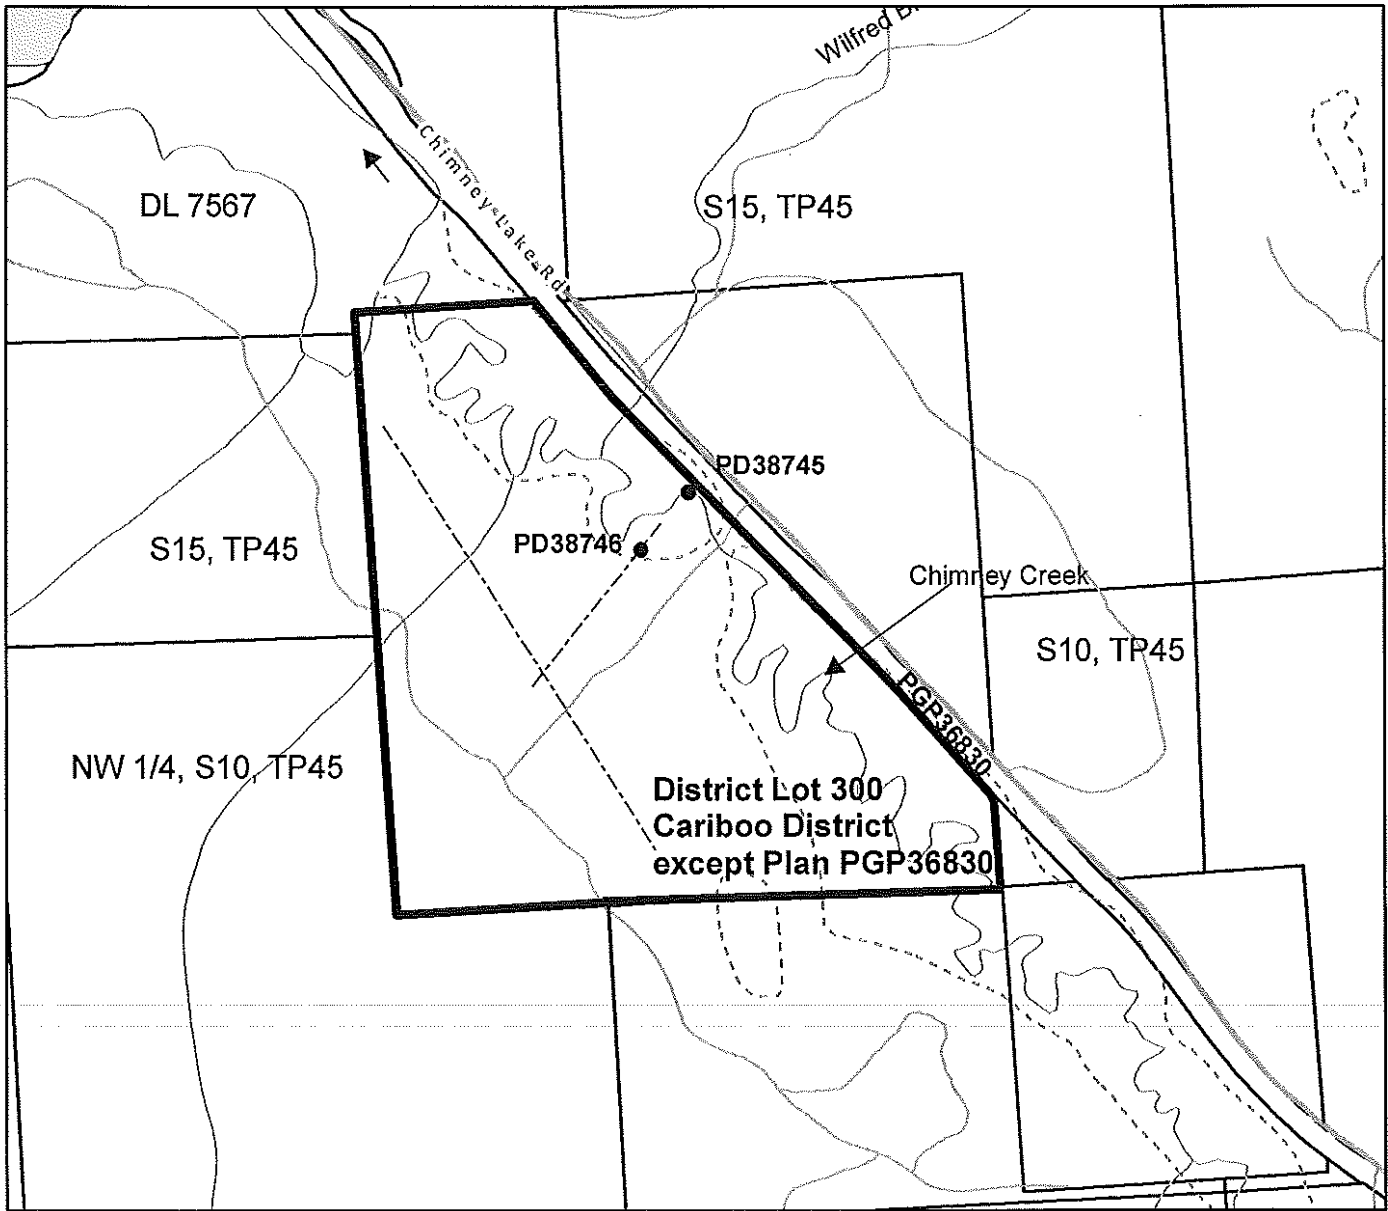 Wilfred
Chimney Lake Rd
DL 7567
S15, TP45
PD38745
S15, TP45
PD38746
Chimney Creek
S10, TP45
PGP36830
NW 1/4, S10, TP45
District Lot 300
Cariboo District
except Plan PGP36830